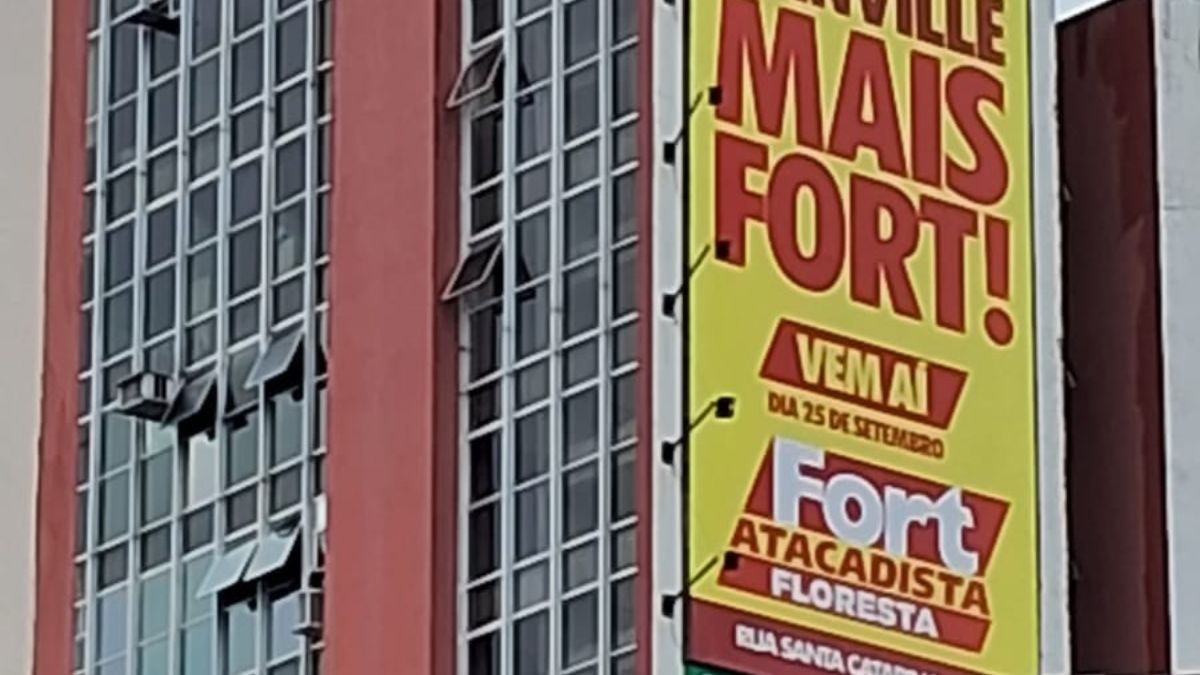 MAIS
FORT!
VEM AÍ
DIA 25 DE SETEMBRO
Fort
ATACADISTA
FLORESTA
RUA SANTA